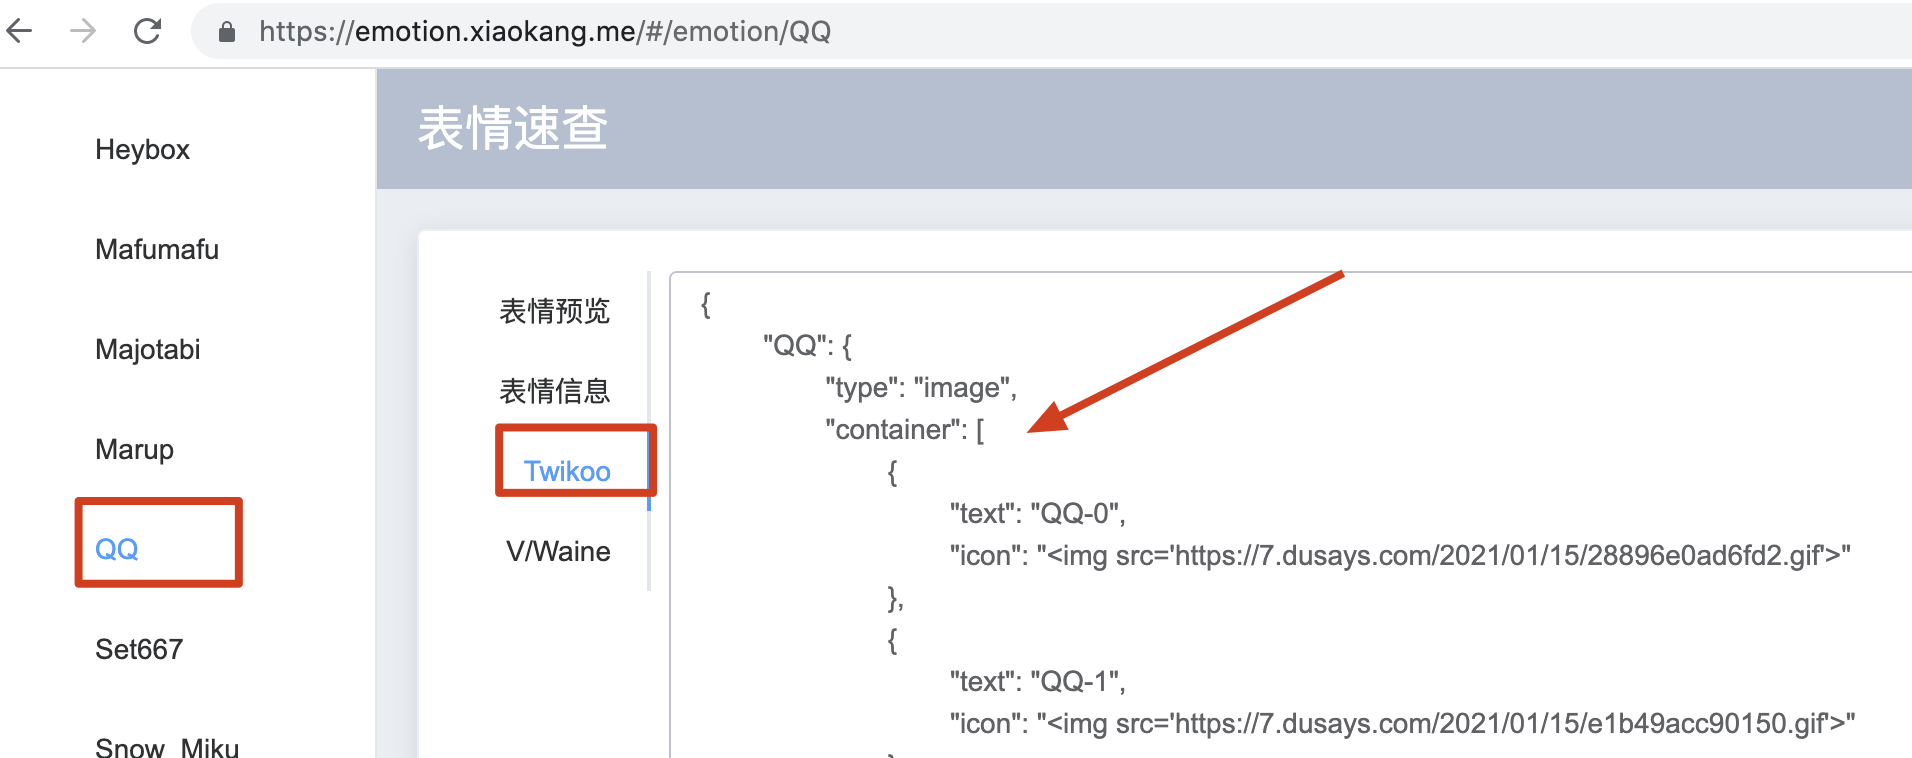 https://emotion.xiaokang.me/#/emotion/QQ
表情速查
Heybox
Mafumafu
Majotabi
Marup
QQ
Set667
Snow_Miku
表情预览
表情信息
Twikoo
V/Waine
{
"QQ": {
"type": "image",
"container": [
{
"text": "QQ-0",
"icon": "<img src='https://7.dusays.com/2021/01/15/28896e0ad6fd2.gif'>"
},
{
"text": "QQ-1",
"icon": "<img src='https://7.dusays.com/2021/01/15/e1b49acc90150.gif'>"